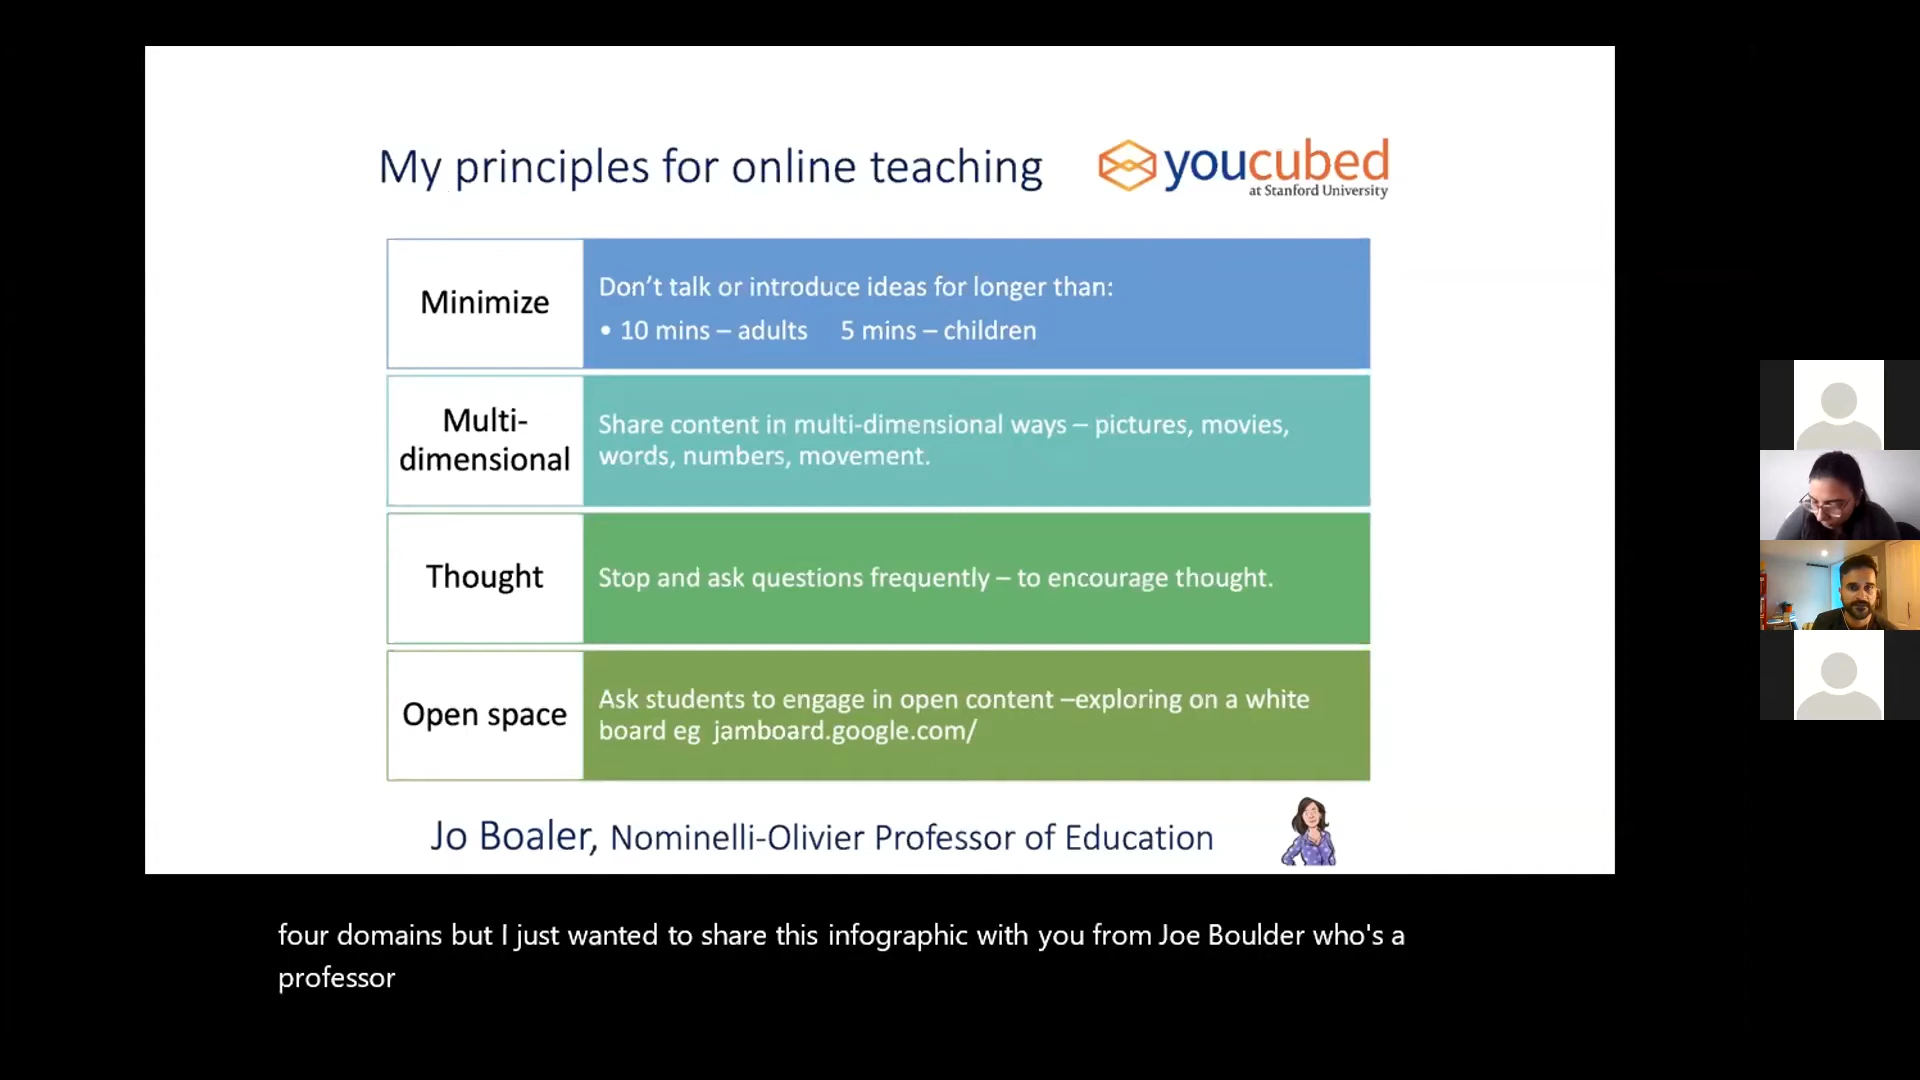 My principles for online teaching
youcubed
at Stanford University
Minimize
Don’t talk or introduce ideas for longer than:
• 10 mins – adults 5 mins – children
Multi-
dimensional
Share content in multi-dimensional ways – pictures, movies,
words, numbers, movement.
Thought
Stop and ask questions frequently – to encourage thought.
Open space
Ask students to engage in open content –exploring on a white
board eg jamboard.google.com/
Jo Boaler, Nominelli-Olivier Professor of Education
four domains but I just wanted to share this infographic with you from Joe Boulder who's a
professor